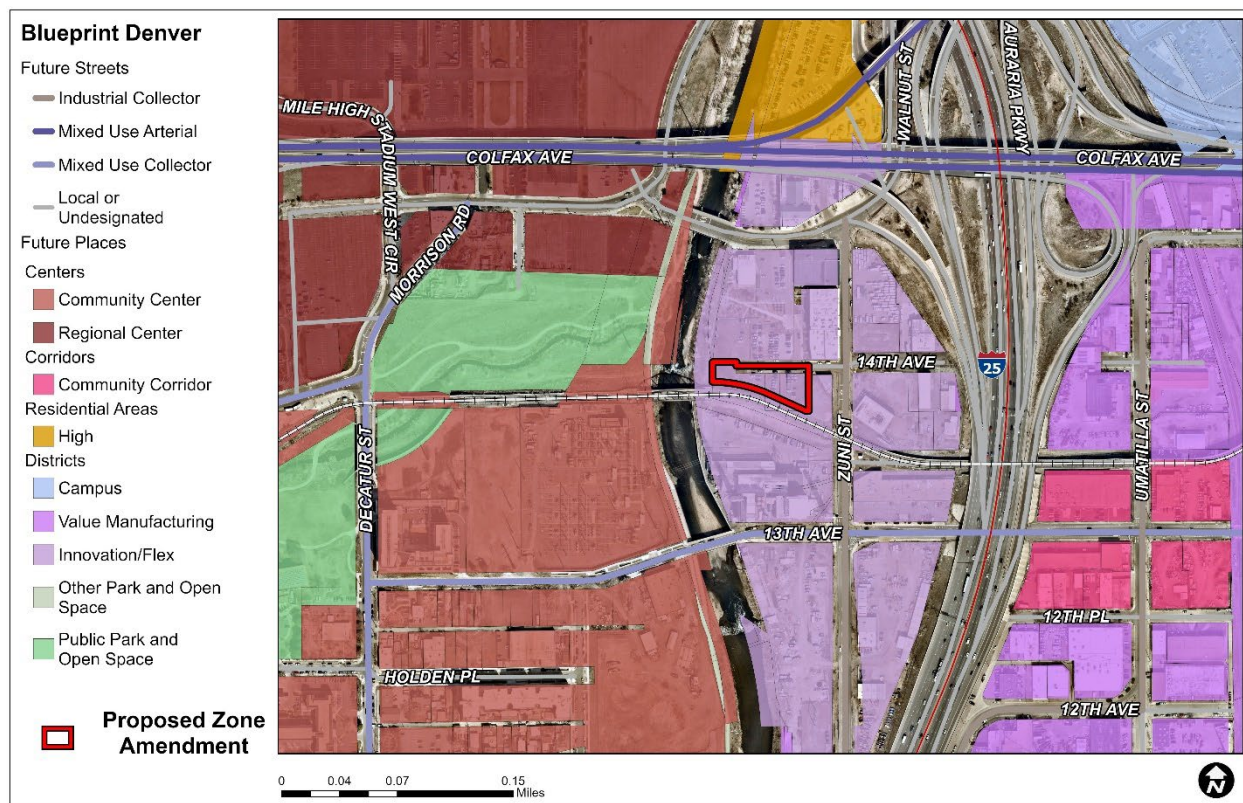 Blueprint Denver
Future Streets
Industrial Collector
Mixed Use Arterial
Mixed Use Collector
Local or
Undesignated
Future Places
Centers
Community Center
Regional Center
Corridors
Community Corridor
Residential Areas
High
Districts
Campus
Value Manufacturing
Innovation/Flex
Other Park and Open
Space
Public Park and
Open Space
Proposed Zone
Amendment
MILE HIGH STADIUM WEST CIR
COLFAX AVE
WALNUT ST
AURARIA PKWY
COLFAX AVE
MORRISON RD
14TH AVE
25
DECATUR ST
ZUNI ST
UMATILLA ST
13TH AVE
12TH PL
HOLDEN PL
12TH AVE
0 0.04 0.07 0.15
Miles
N